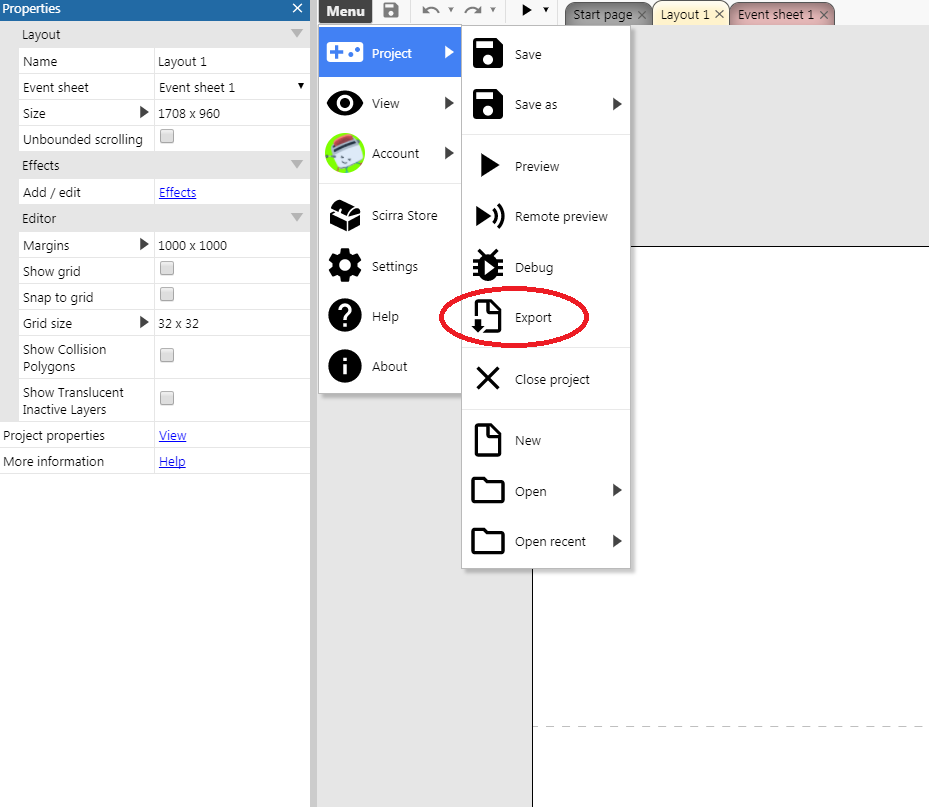 Properties
Layout
Name Layout 1
Event sheet Event sheet 1
Size 1708 x 960
Unbounded scrolling
Effects
Add / edit Effects
Editor
Margins 1000 x 1000
Show grid
Snap to grid
Grid size 32 x 32
Show Collision
Polygons
Show Translucent
Inactive Layers
Project properties View
More information Help
Menu
Start page
Layout 1
Event sheet 1
Project
View
Account
Scirra Store
Settings
Help
About
Save
Save as
Preview
Remote preview
Debug
Export
Close project
New
Open
Open recent